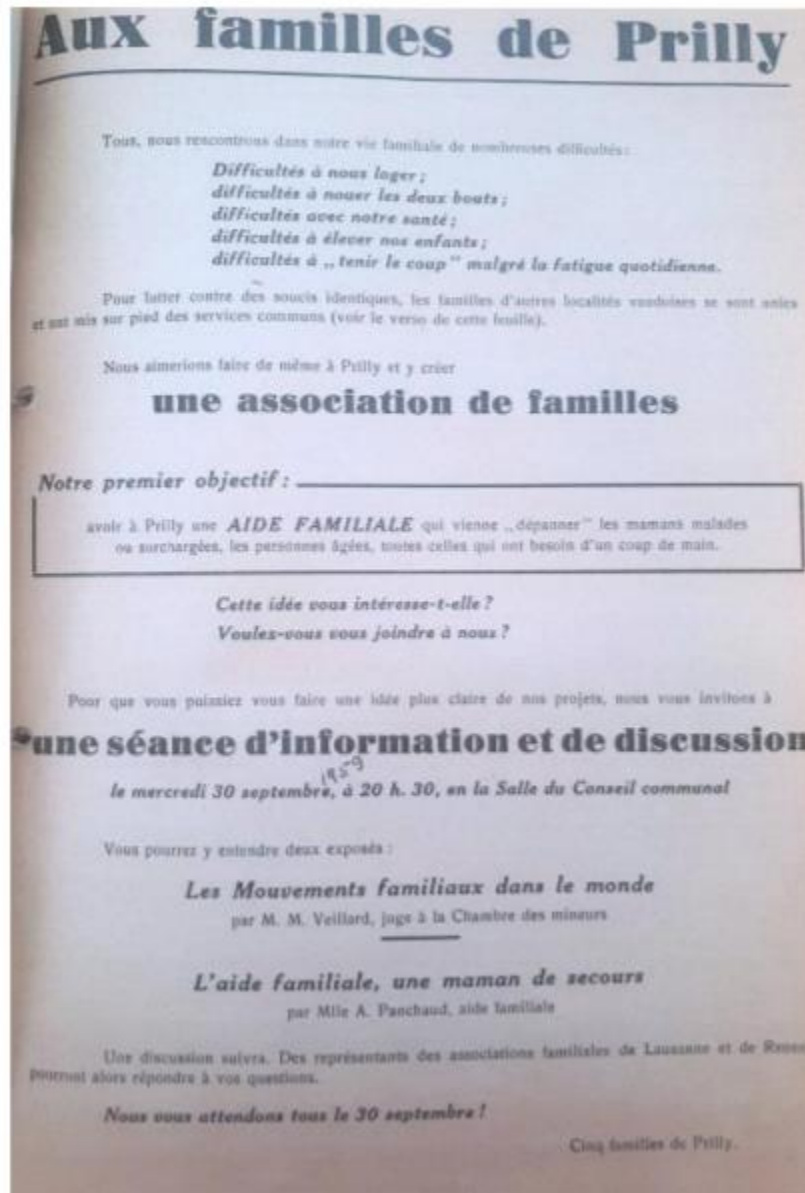 Aux familles de Prilly
Tous, nous rencontrons dans notre vie familiale de nombreuses difficultés :
Difficultés à nous loger ;
difficultés à nouer les deux bouts ;
difficultés avec notre santé ;
difficultés à élever nos enfants ;
difficultés à „tenir le coup" malgré la fatigue quotidienne.
Pour lutter contre des soucis identiques, les familles d'autres localités vaudoises se sont unies
et ont mis sur pied des services communs (voir le verso de cette feuille).
Nous aimerions faire de même à Prilly et y créer
une association de familles
Notre premier objectif :
avoir à Prilly une AIDE FAMILIALE qui vienne „dépanner" les mamans malades
ou surchargées, les personnes âgées, toutes celles qui ont besoin d'un coup de main.
Cette idée vous intéresse-t-elle ?
Voulez-vous vous joindre à nous ?
Pour que vous puissiez vous faire une idée plus claire de nos projets, nous vous invitons à
une séance d'information et de discussion
1959
le mercredi 30 septembre, à 20 h. 30, en la Salle du Conseil communal
Vous pourrez y entendre deux exposés :
Les Mouvements familiaux dans le monde
par M. M. Veillard, juge à la Chambre des mineurs
L'aide familiale, une maman de secours
par Mlle A. Panchaud, aide familiale
Une discussion suivra. Des représentants des associations familiales de Lausanne et de Renens
pourront alors répondre à vos questions.
Nous vous attendons tous le 30 septembre !
Cinq familles de Prilly.